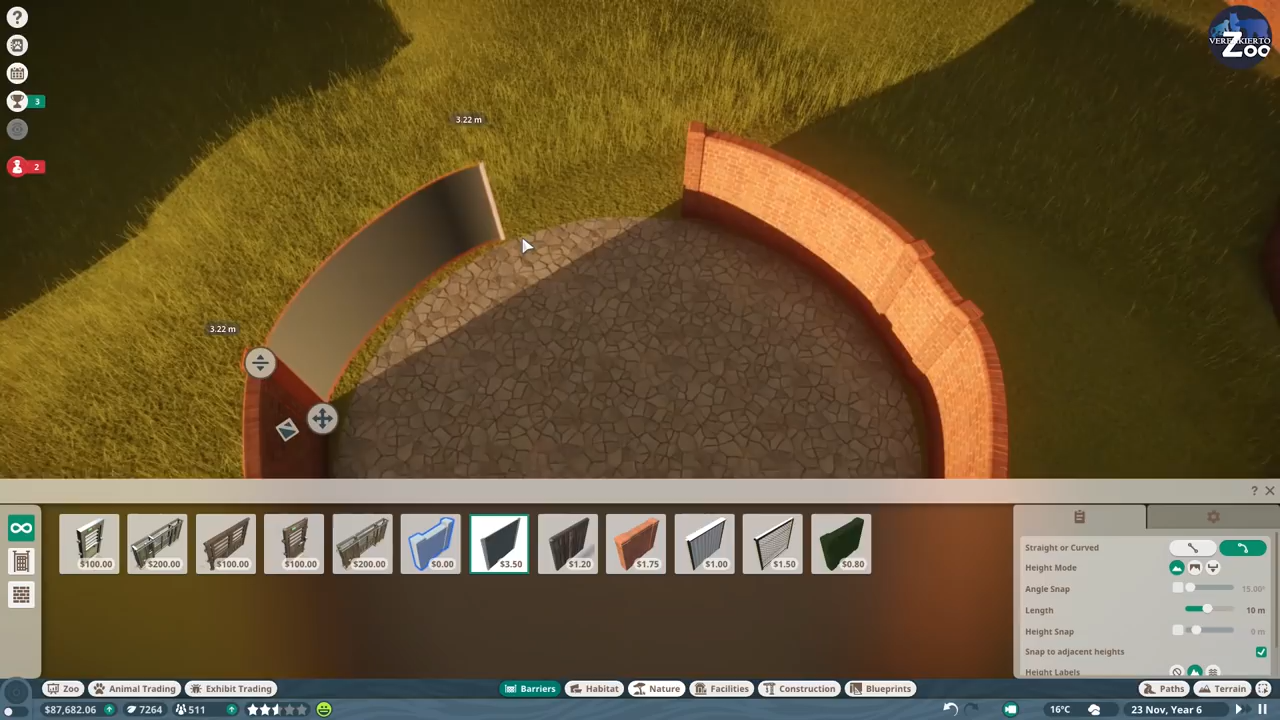 ?
VEREKKIERTO
Zoo
3
2
3.22 m
3.22 m
?
$100.00
$200.00
$100.00
$100.00
$200.00
$0.00
$3.50
$1.20
$1.75
$1.00
$1.50
$0.80
Straight or Curved
Height Mode
Angle Snap
15.00°
Length
10 m
Height Snap
0 m
Snap to adjacent heights
Height Labels
Zoo
Animal Trading
Exhibit Trading
Barriers
Habitat
Nature
Facilities
Construction
Blueprints
Paths
Terrain
$87,682.06
7264
511
16°C
23 Nov, Year 6